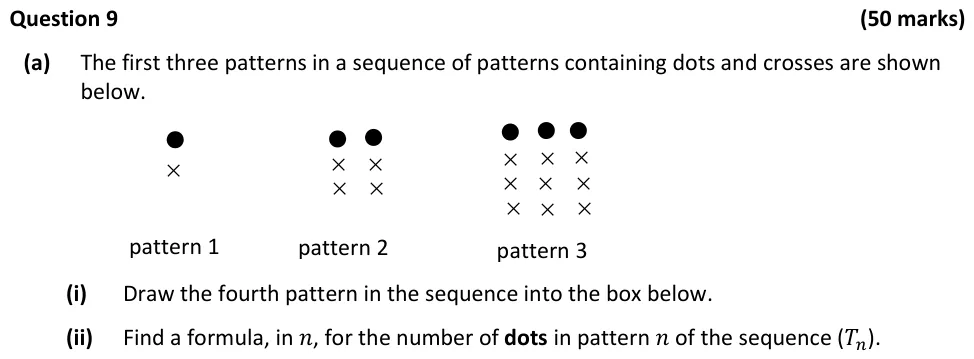 Question 9 (50 marks)
(a) The first three patterns in a sequence of patterns containing dots and crosses are shown
below.
pattern 1 pattern 2 pattern 3
(i) Draw the fourth pattern in the sequence into the box below.
(ii) Find a formula, in n, for the number of dots in pattern n of the sequence (Tₙ).